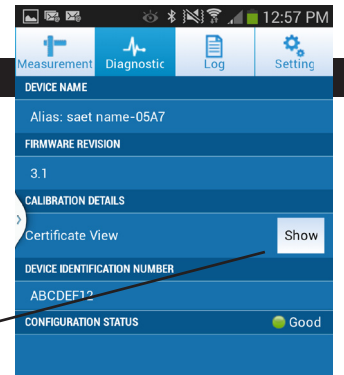 12:57 PM
Measurement Diagnostic Log Setting
DEVICE NAME
Alias: saet name-05A7
FIRMWARE REVISION
3.1
CALIBRATION DETAILS
Certificate View Show
DEVICE IDENTIFICATION NUMBER
ABCDEF12
CONFIGURATION STATUS Good